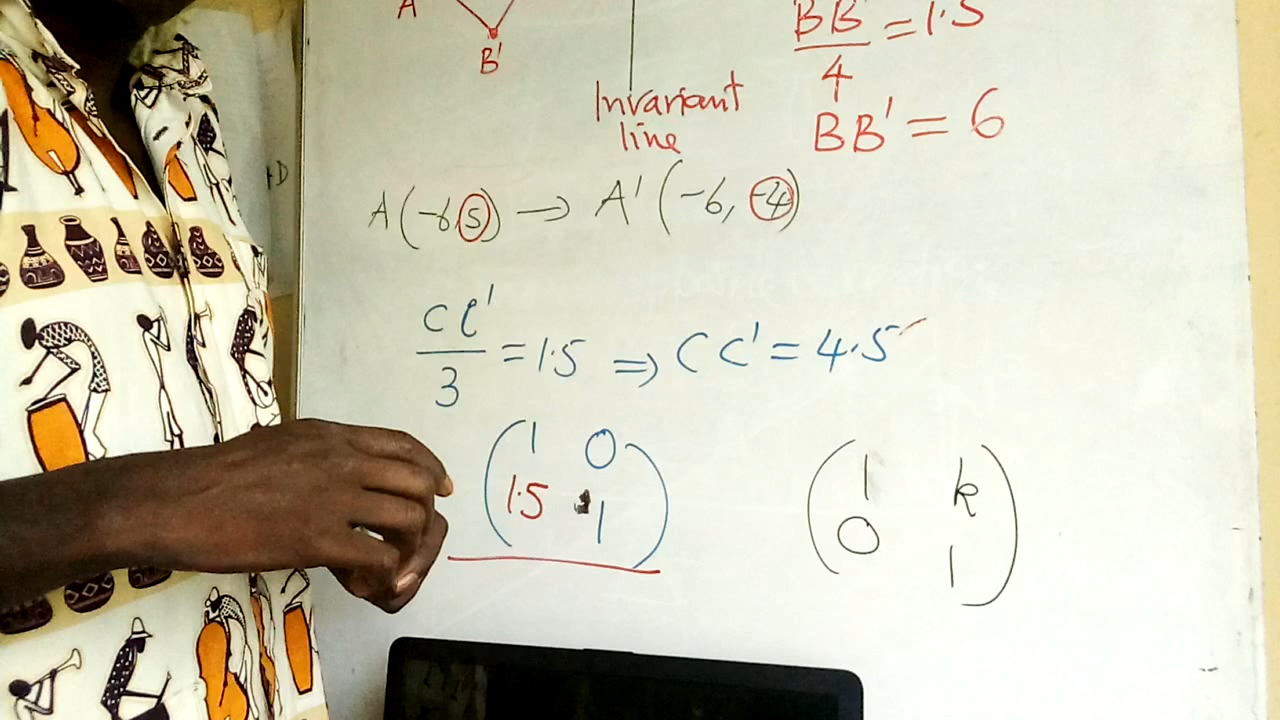 A
B'
Invariant
line
BB'/4 = 1.5
BB' = 6
A(-6, 5) → A'(-6, -4)
CC'/3 = 1.5 ⇒ CC' = 4.5
(1 0
1.5 1)
(1 k
0 1)